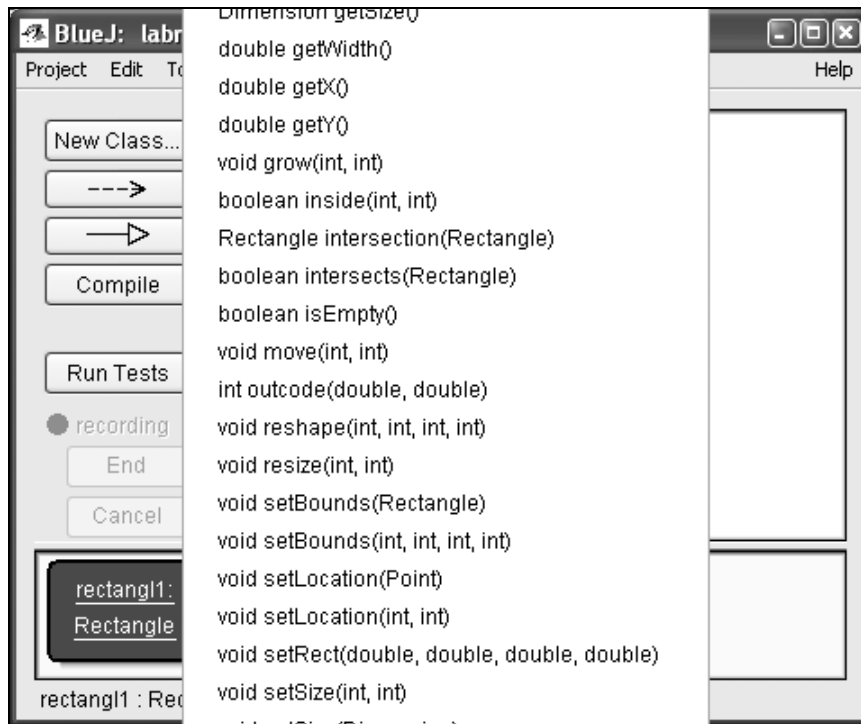 BlueJ: labr
Project Edit To
Help
New Class...
Compile
Run Tests
recording
End
Cancel
rectangl1:
Rectangle
rectangl1 : Rec
Dimension getSize()
double getWidth()
double getX()
double getY()
void grow(int, int)
boolean inside(int, int)
Rectangle intersection(Rectangle)
boolean intersects(Rectangle)
boolean isEmpty()
void move(int, int)
int outcode(double, double)
void reshape(int, int, int, int)
void resize(int, int)
void setBounds(Rectangle)
void setBounds(int, int, int, int)
void setLocation(Point)
void setLocation(int, int)
void setRect(double, double, double, double)
void setSize(int, int)